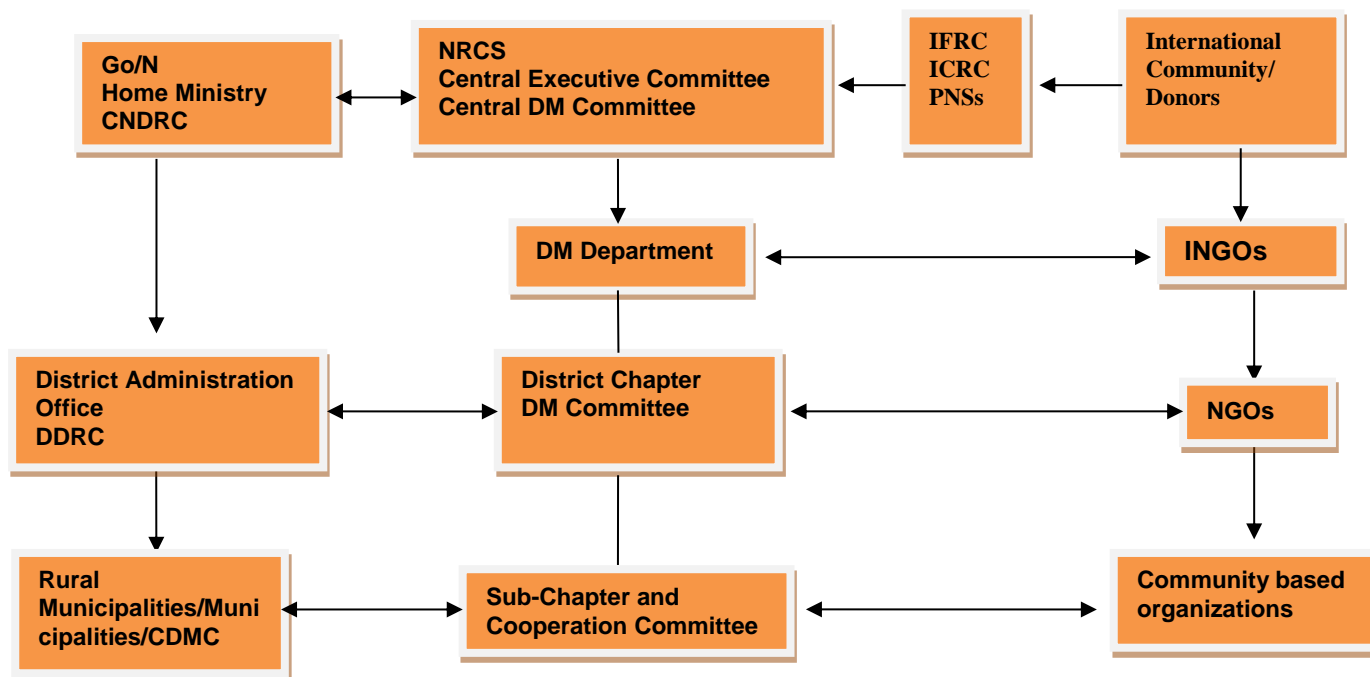 Go/N
Home Ministry
CNDRC
NRCS
Central Executive Committee
Central DM Committee
IFRC
ICRC
PNSs
International
Community/
Donors
DM Department
INGOs
District Administration
Office
DDRC
District Chapter
DM Committee
NGOs
Rural
Municipalities/Muni
cipalities/CDMC
Sub-Chapter and
Cooperation Committee
Community based
organizations